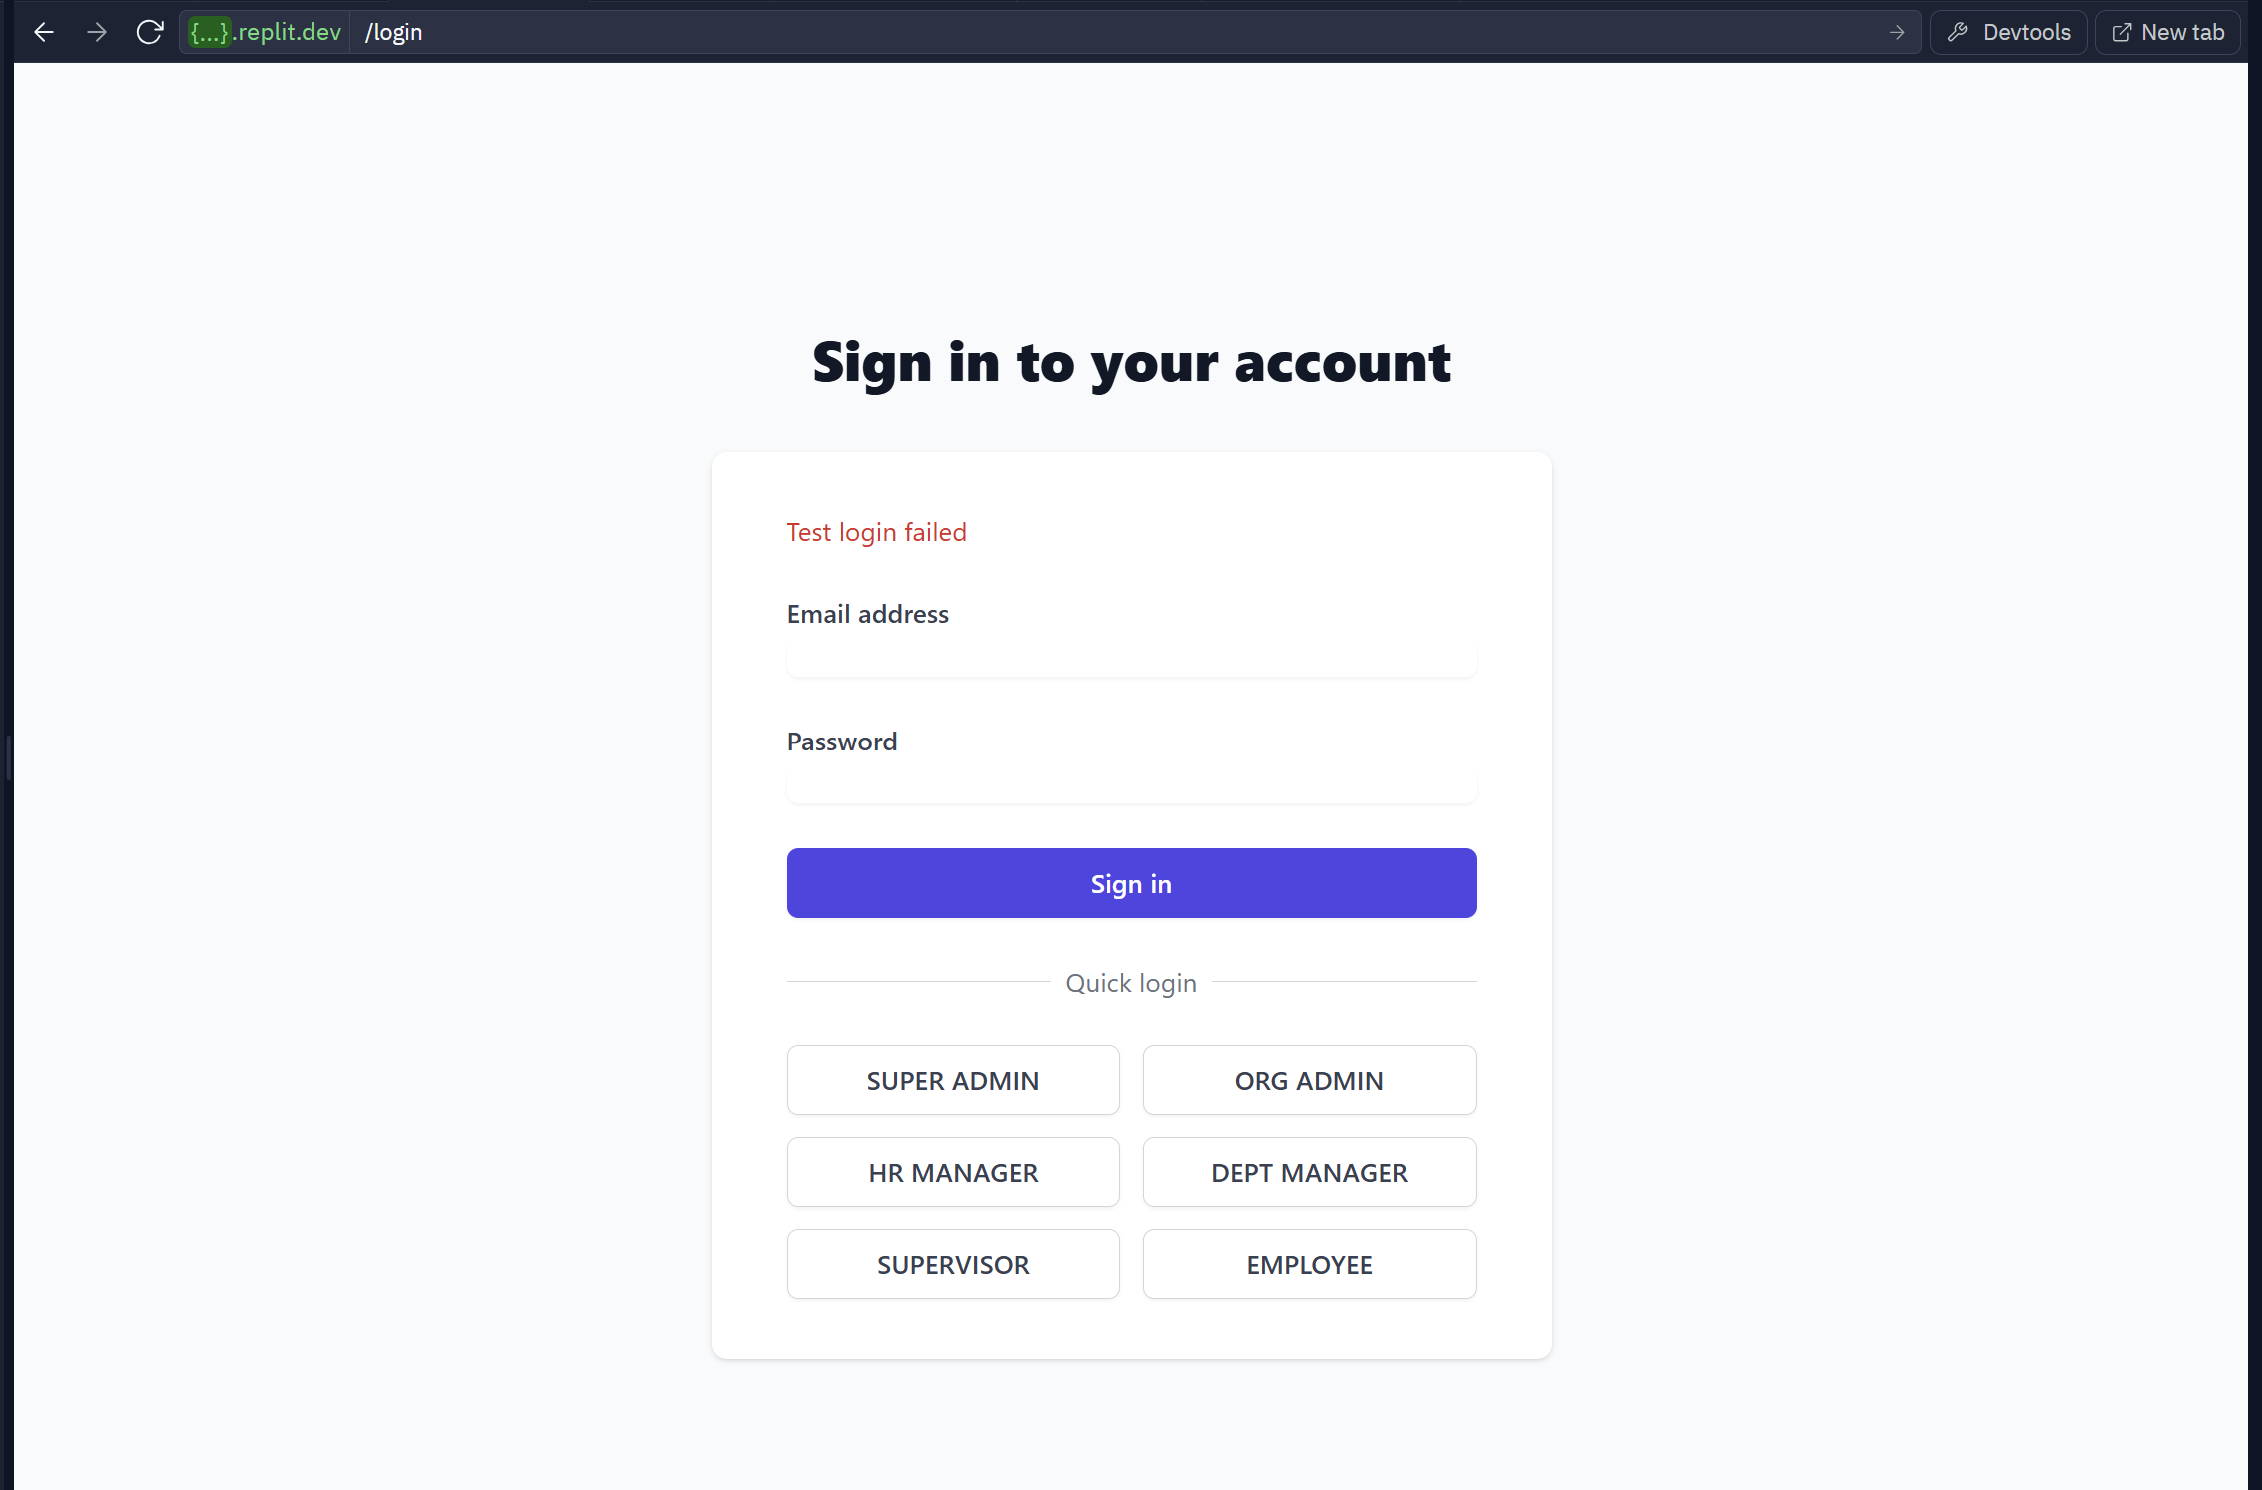 {...}.replit.dev /login Devtools New tab
Sign in to your account
Test login failed
Email address
Password
Sign in
Quick login
SUPER ADMIN ORG ADMIN
HR MANAGER DEPT MANAGER
SUPERVISOR EMPLOYEE